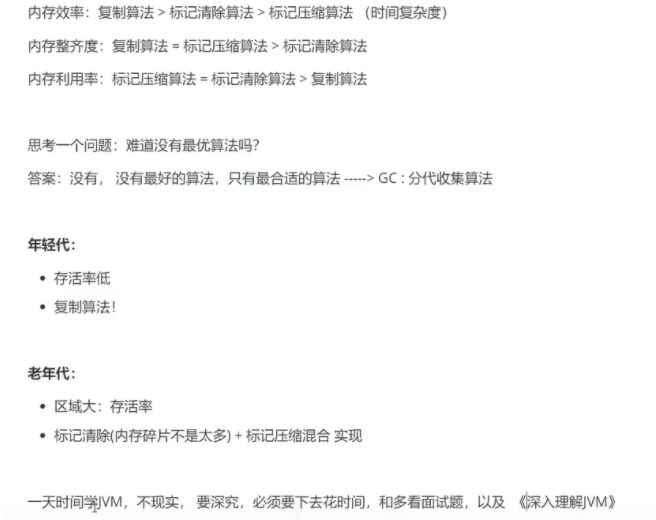 内存效率：复制算法 > 标记清除算法 > 标记压缩算法 （时间复杂度）
内存整齐度：复制算法 = 标记压缩算法 > 标记清除算法
内存利用率：标记压缩算法 = 标记清除算法 > 复制算法
思考一个问题：难道没有最优算法吗？
答案：没有， 没有最好的算法，只有最合适的算法 -----> GC : 分代收集算法
年轻代：
• 存活率低
• 复制算法！
老年代：
• 区域大：存活率
• 标记清除(内存碎片不是太多) + 标记压缩混合 实现
一天时间学JVM，不现实， 要深究，必须要下去花时间，和多看面试题，以及 《深入理解JVM》